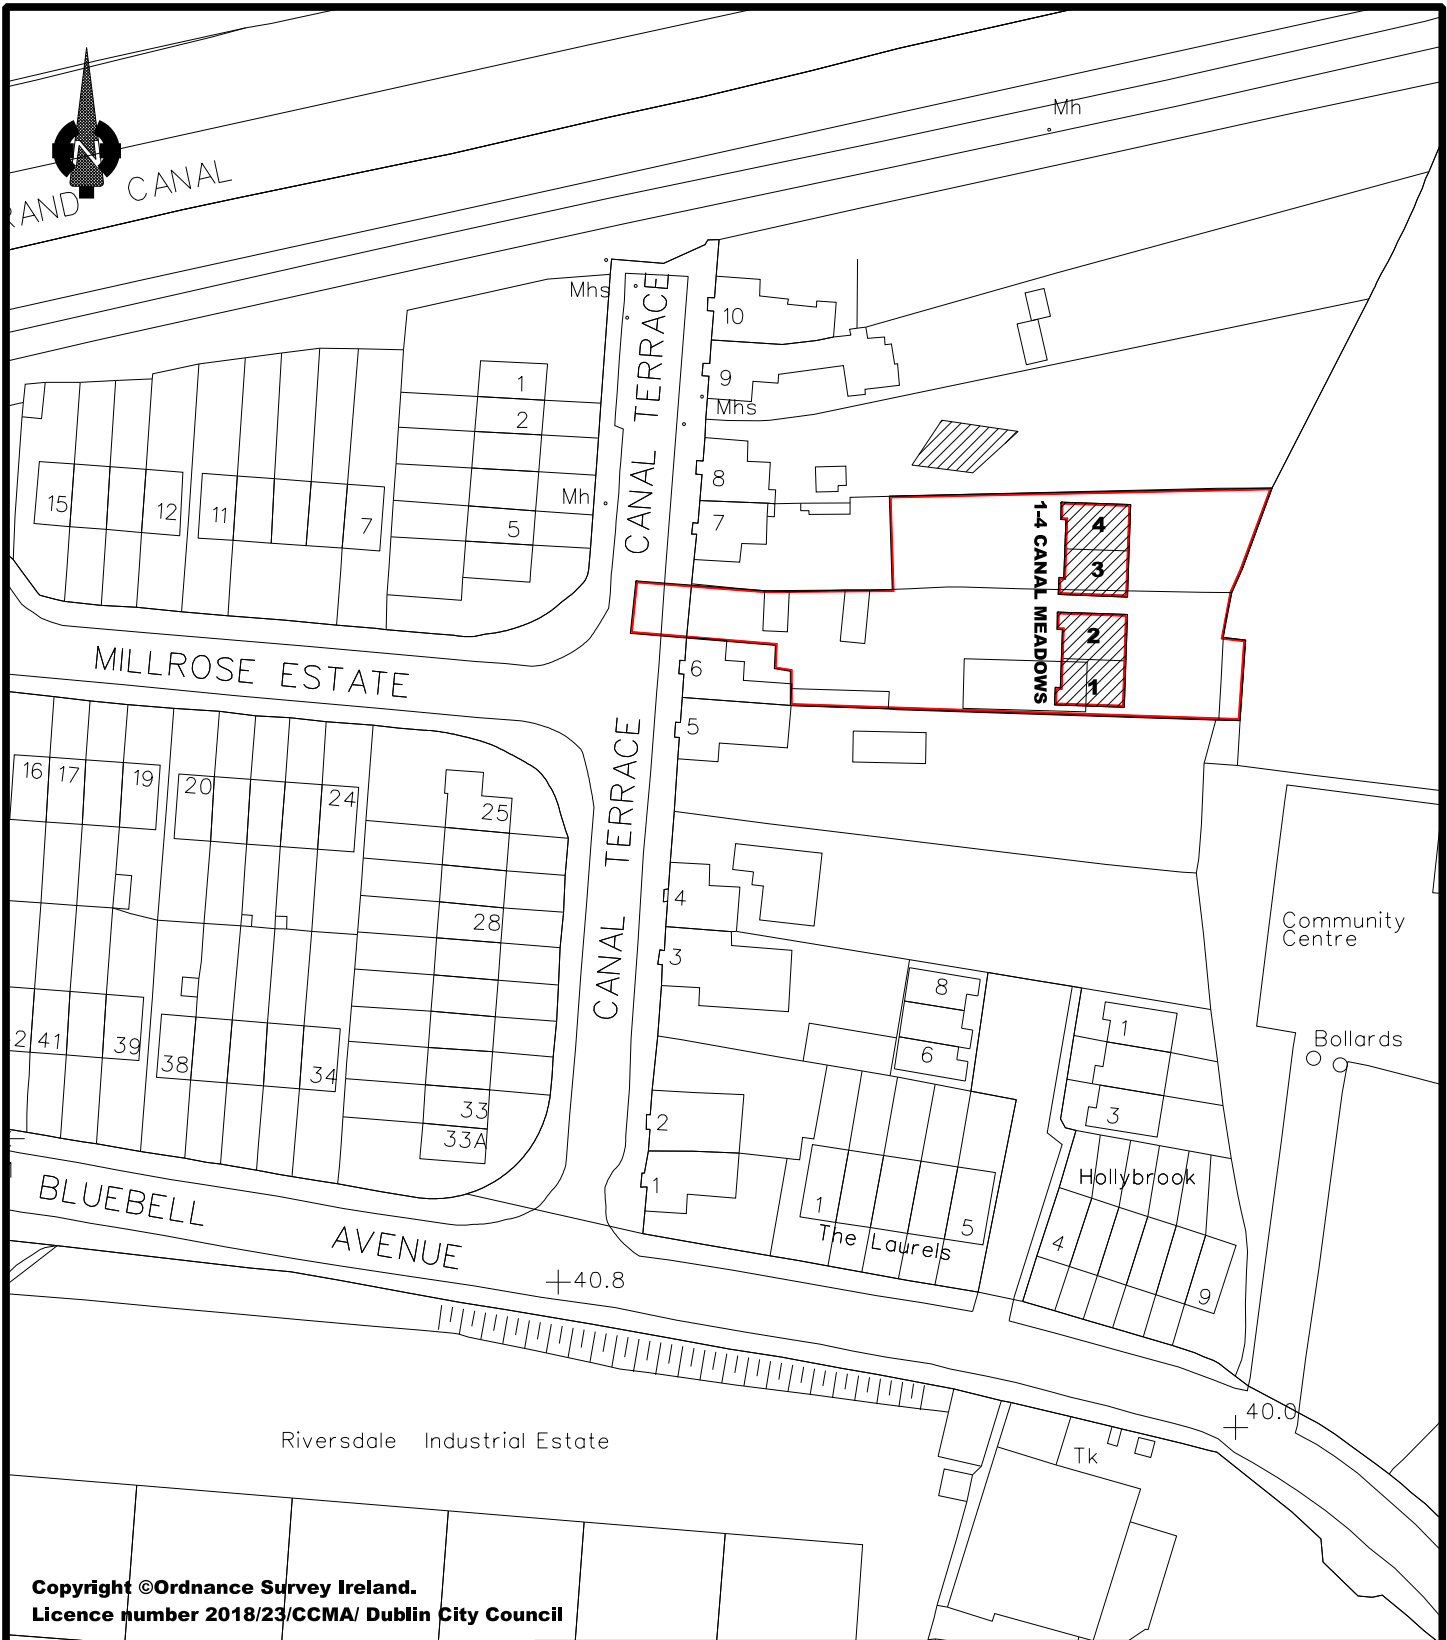 Mh
N
RAND CANAL
Mhs
CANAL TERRACE
10
9
Mhs
1
2
8
15
12
11
7
Mh
5
7
1-4 CANAL MEADOWS
4
3
2
1
MILLROSE ESTATE
6
5
CANAL TERRACE
16
17
19
20
24
25
4
28
3
Community
Centre
8
1
Bollards
2
41
39
38
34
6
33
3
2
33A
Hollybrook
BLUEBELL AVENUE
1
1
5
The Laurels
4
9
40.8
40.0
Riversdale Industrial Estate
Tk
Copyright ©Ordnance Survey Ireland.
Licence number 2018/23/CCMA/ Dublin City Council